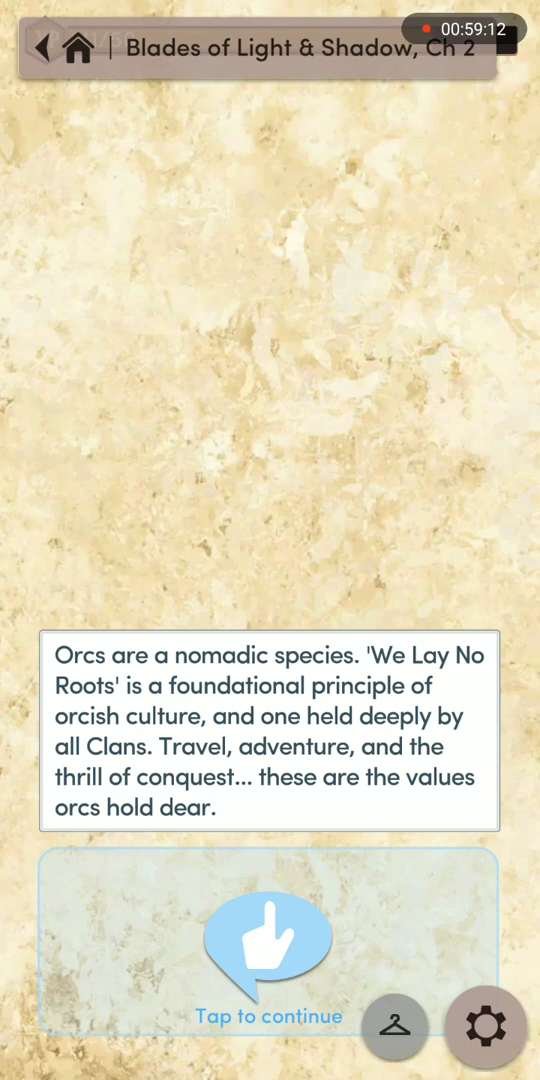 00:59:12
| Blades of Light & Shadow, Ch 2
Orcs are a nomadic species. 'We Lay No
Roots' is a foundational principle of
orcish culture, and one held deeply by
all Clans. Travel, adventure, and the
thrill of conquest... these are the values
orcs hold dear.
Tap to continue